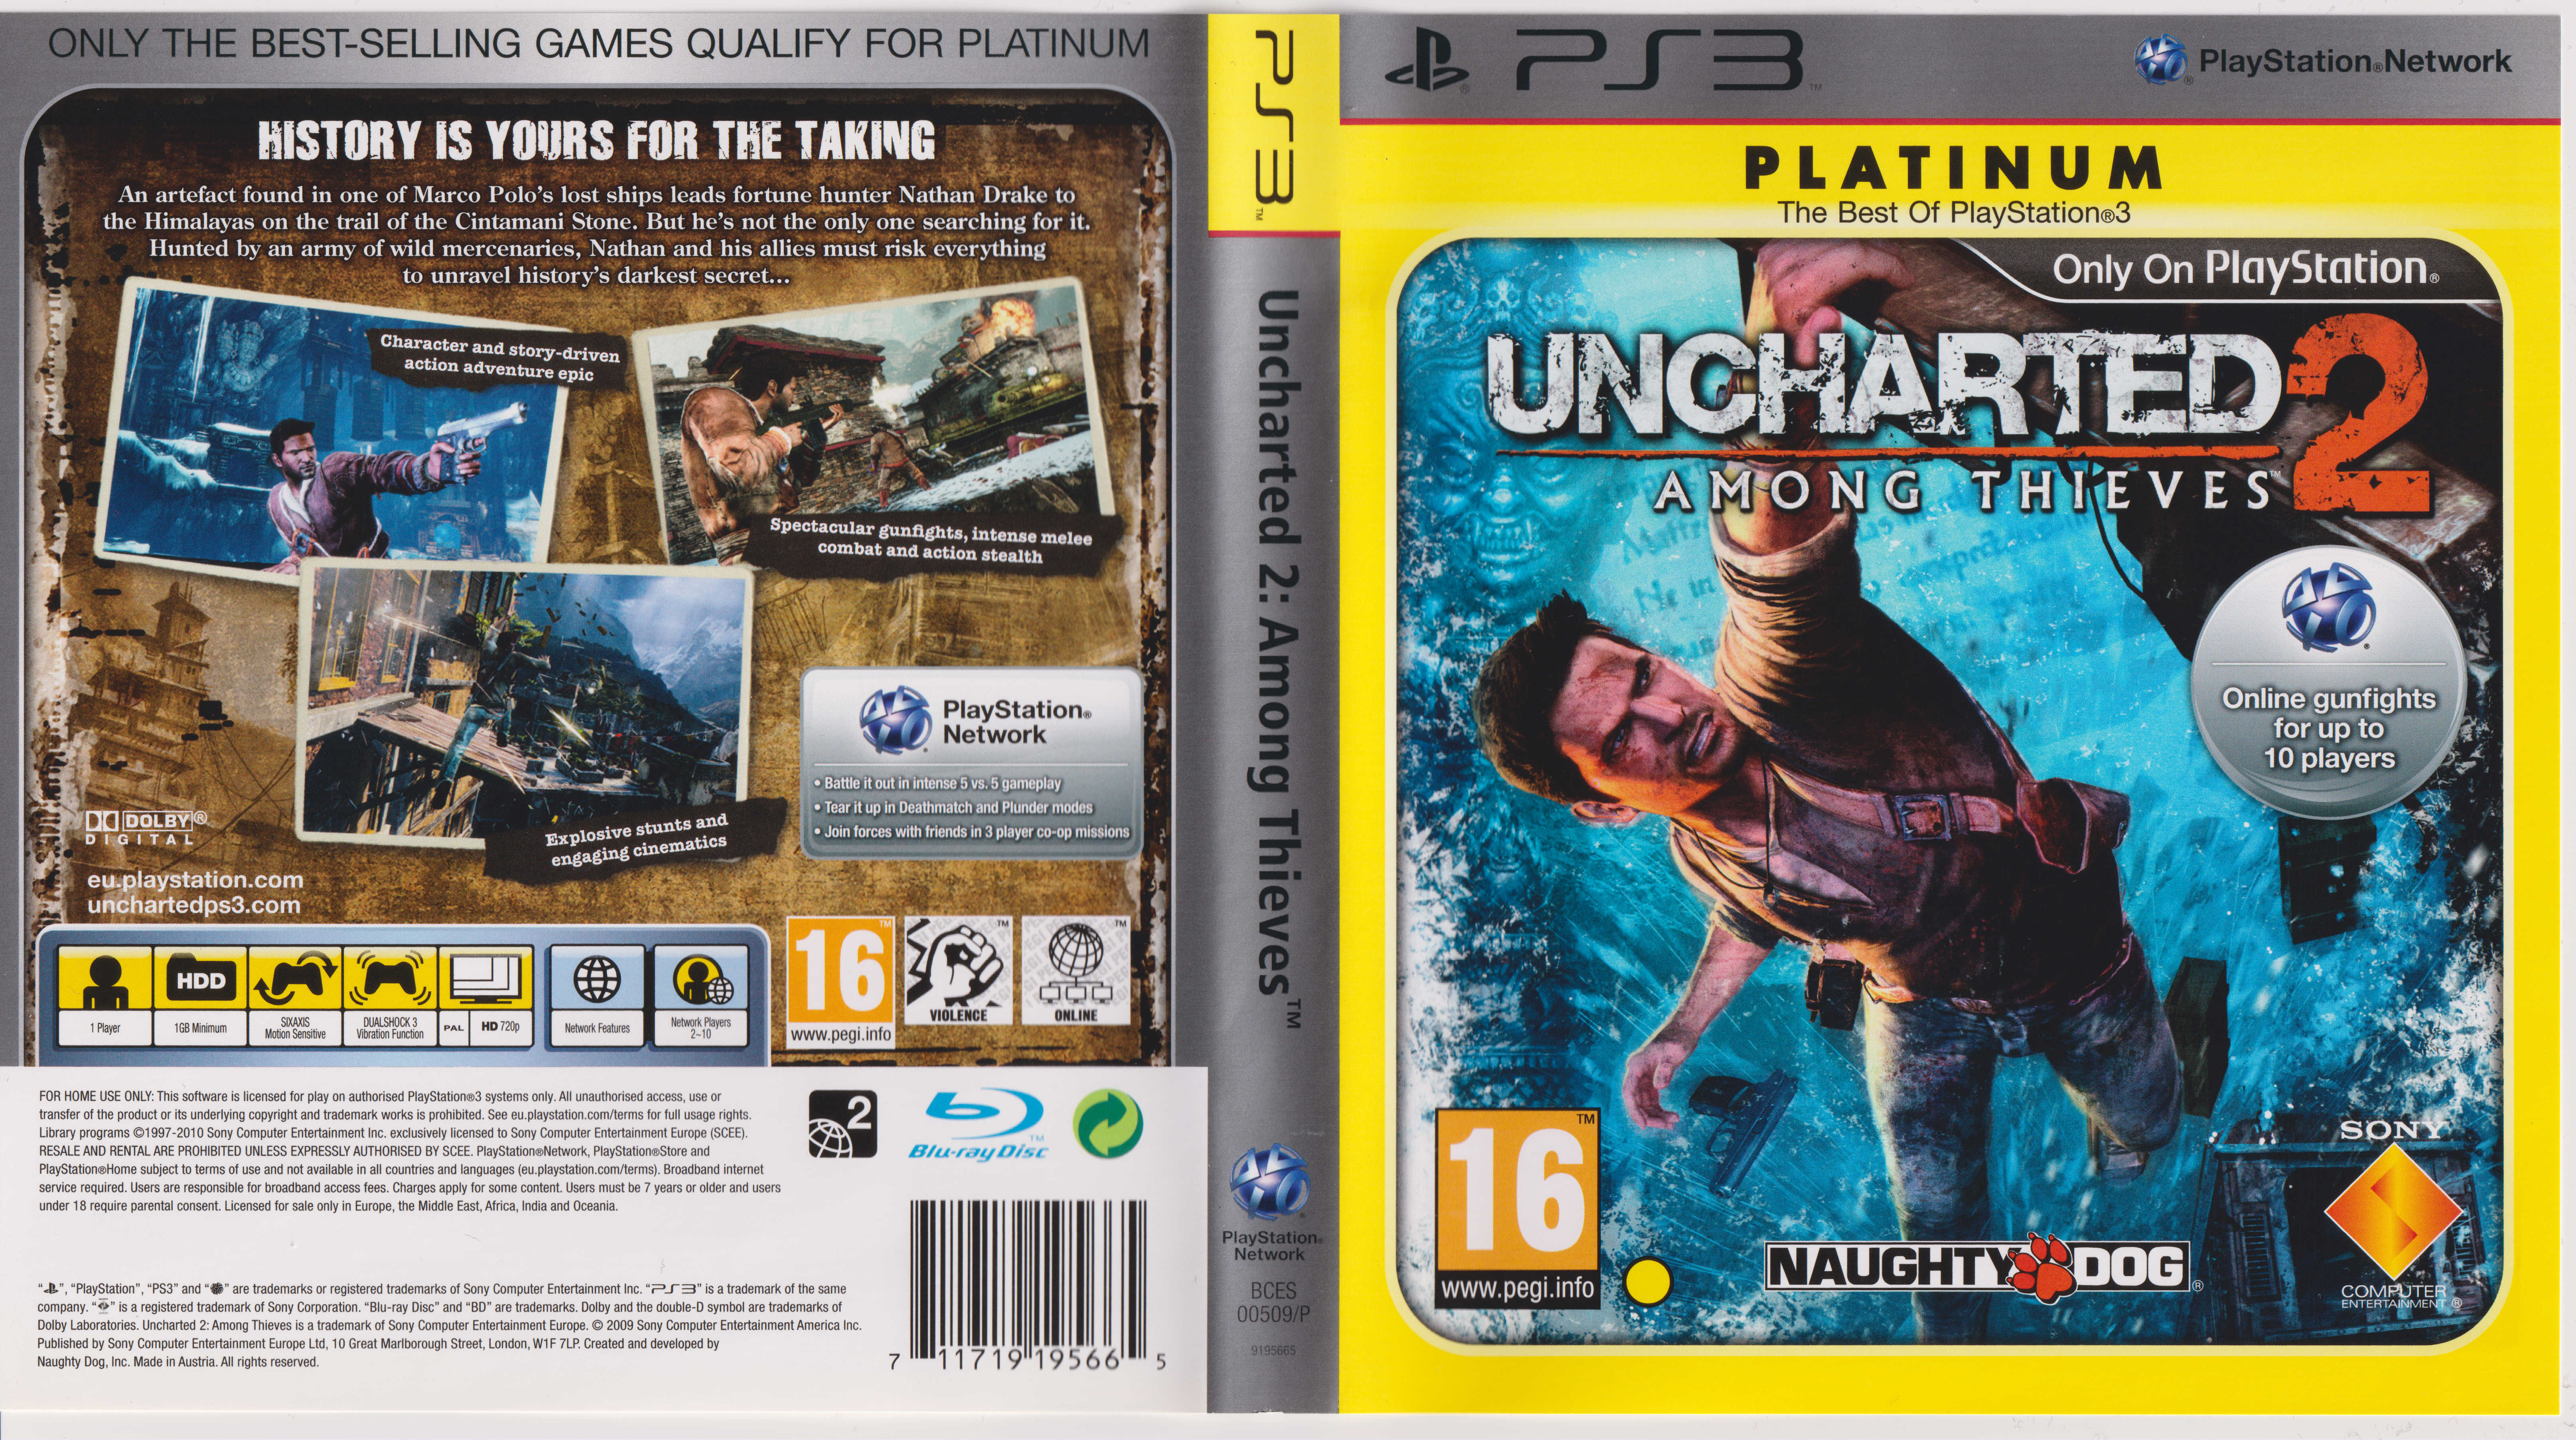 ONLY THE BEST-SELLING GAMES QUALIFY FOR PLATINUM
HISTORY IS YOURS FOR THE TAKING
An artefact found in one of Marco Polo's lost ships leads fortune hunter Nathan Drake to
the Himalayas on the trail of the Cintamani Stone. But he's not the only one searching for it.
Hunted by an army of wild mercenaries, Nathan and his allies must risk everything
to unravel history's darkest secret...
Character and story-driven
action adventure epic
Spectacular gunfights, intense melee
combat and action stealth
Explosive stunts and
engaging cinematics
PlayStation®
Network
• Battle it out in intense 5 vs. 5 gameplay
• Tear it up in Deathmatch and Plunder modes
• Join forces with friends in 3 player co-op missions
DOLBY®
DIGITAL
eu.playstation.com
unchartedps3.com
HDD
1 Player
1GB Minimum
SIXAXIS
Motion Sensitive
DUALSHOCK 3
Vibration Function
PAL
HD 720p
Network Features
Network Players
2~10
16™
www.pegi.info
VIOLENCE
ONLINE
FOR HOME USE ONLY: This software is licensed for play on authorised PlayStation®3 systems only. All unauthorised access, use or
transfer of the product or its underlying copyright and trademark works is prohibited. See eu.playstation.com/terms for full usage rights.
Library programs ©1997-2010 Sony Computer Entertainment Inc. exclusively licensed to Sony Computer Entertainment Europe (SCEE).
RESALE AND RENTAL ARE PROHIBITED UNLESS EXPRESSLY AUTHORISED BY SCEE. PlayStation®Network, PlayStation®Store and
PlayStation®Home subject to terms of use and not available in all countries and languages (eu.playstation.com/terms). Broadband internet
service required. Users are responsible for broadband access fees. Charges apply for some content. Users must be 7 years or older and users
under 18 require parental consent. Licensed for sale only in Europe, the Middle East, Africa, India and Oceania.
2
Blu-ray Disc™
"", "PlayStation", "PS3" and "" are trademarks or registered trademarks of Sony Computer Entertainment Inc. "PS3" is a trademark of the same
company. "" is a registered trademark of Sony Corporation. "Blu-ray Disc" and "BD" are trademarks. Dolby and the double-D symbol are trademarks of
Dolby Laboratories. Uncharted 2: Among Thieves is a trademark of Sony Computer Entertainment Europe. © 2009 Sony Computer Entertainment America Inc.
Published by Sony Computer Entertainment Europe Ltd, 10 Great Marlborough Street, London, W1F 7LP. Created and developed by
Naughty Dog, Inc. Made in Austria. All rights reserved.
7 11719 19566 5
PS3™
Uncharted 2: Among Thieves™
PlayStation®
Network
BCES
00509/P
9195665
PS3™
PlayStation®Network
PLATINUM
The Best Of PlayStation®3
Only On PlayStation®
UNCHARTED 2
AMONG THIEVES™
Online gunfights
for up to
10 players
16™
www.pegi.info
NAUGHTY DOG®
SONY
COMPUTER
ENTERTAINMENT®